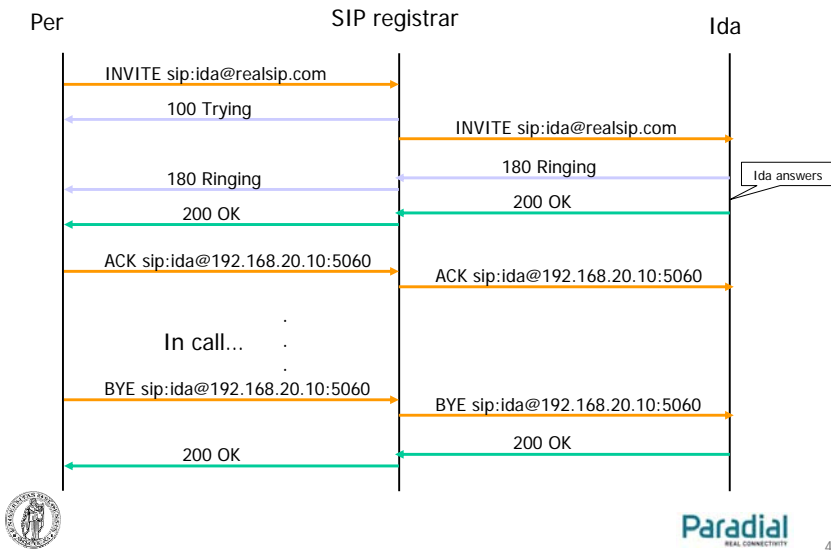 Per
SIP registrar
Ida
INVITE sip:ida@realsip.com
100 Trying
INVITE sip:ida@realsip.com
180 Ringing
180 Ringing
Ida answers
200 OK
200 OK
ACK sip:ida@192.168.20.10:5060
ACK sip:ida@192.168.20.10:5060
In call...
BYE sip:ida@192.168.20.10:5060
BYE sip:ida@192.168.20.10:5060
200 OK
200 OK
Paradial
REAL CONNECTIVITY
4